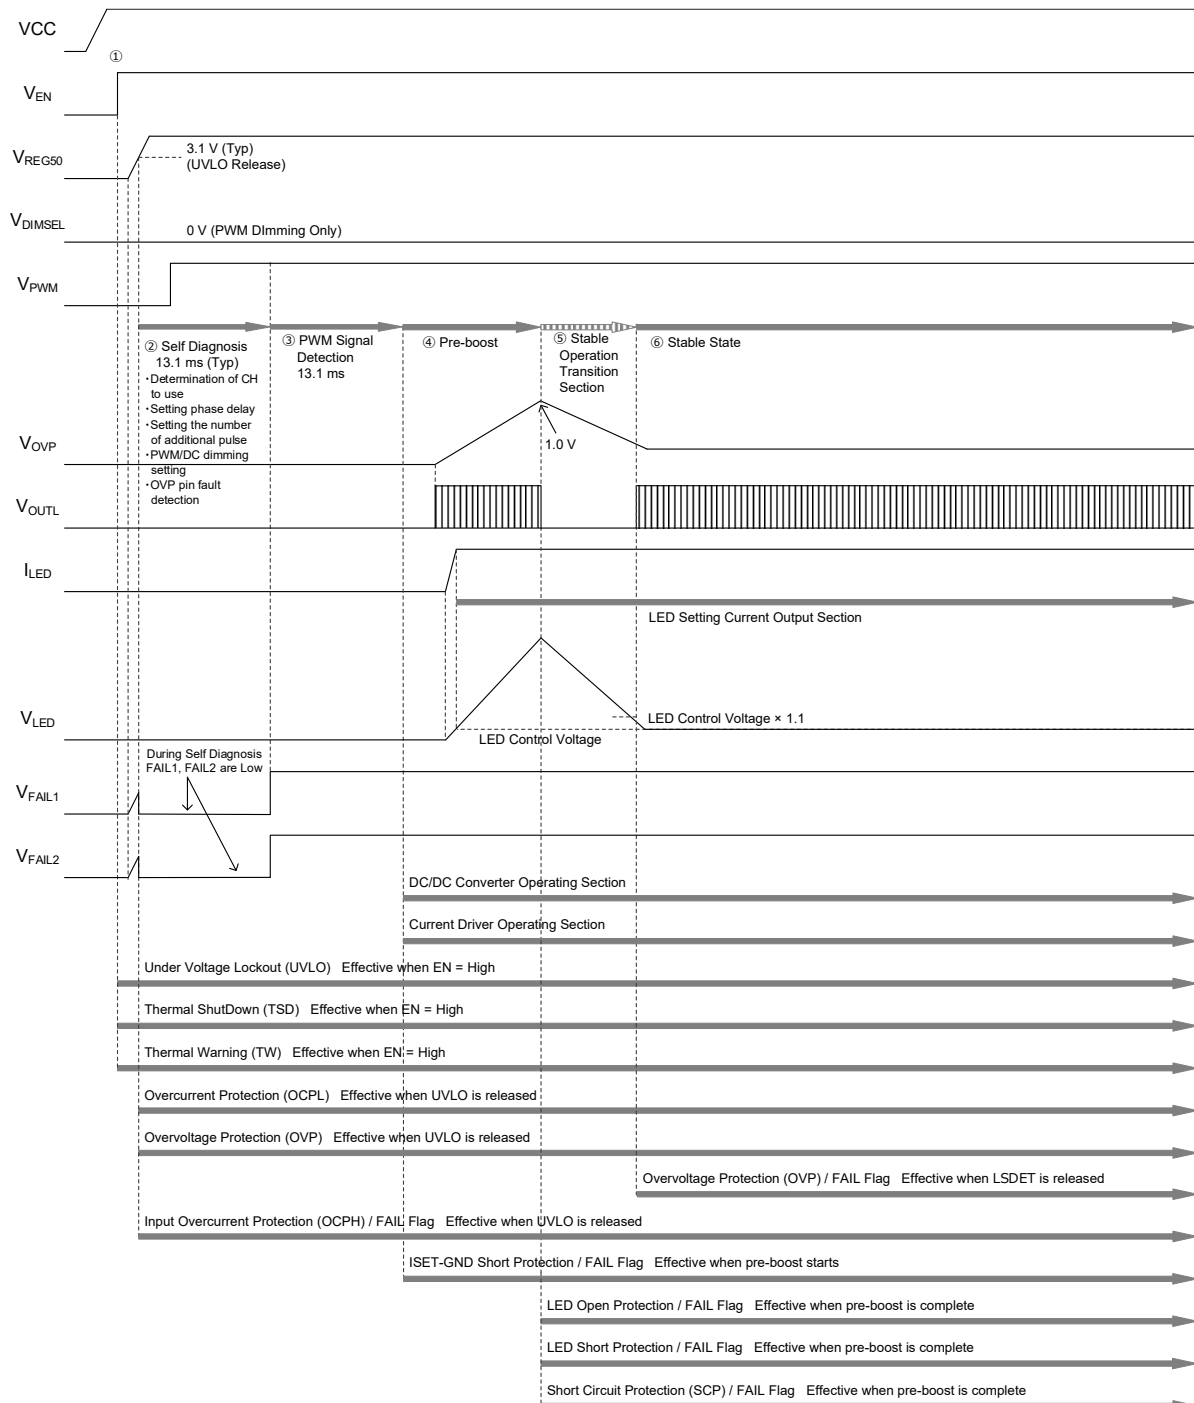 VCC
①
VEN
VREG50
3.1 V (Typ)
(UVLO Release)
VDIMSEL
0 V (PWM DImming Only)
VPWM
② Self Diagnosis
13.1 ms (Typ)
・Determination of CH
to use
・Setting phase delay
・Setting the number
of additional pulse
・PWM/DC dimming
setting
・OVP pin fault
detection
③ PWM Signal
Detection
13.1 ms
④ Pre-boost
⑤ Stable
Operation
Transition
Section
⑥ Stable State
VOVP
1.0 V
VOUTL
ILED
LED Setting Current Output Section
VLED
LED Control Voltage × 1.1
LED Control Voltage
During Self Diagnosis
FAIL1, FAIL2 are Low
VFAIL1
VFAIL2
DC/DC Converter Operating Section
Current Driver Operating Section
Under Voltage Lockout (UVLO) Effective when EN = High
Thermal ShutDown (TSD) Effective when EN = High
Thermal Warning (TW) Effective when EN = High
Overcurrent Protection (OCPL) Effective when UVLO is released
Overvoltage Protection (OVP) Effective when UVLO is released
Overvoltage Protection (OVP) / FAIL Flag Effective when LSDET is released
Input Overcurrent Protection (OCPH) / FAIL Flag Effective when UVLO is released
ISET-GND Short Protection / FAIL Flag Effective when pre-boost starts
LED Open Protection / FAIL Flag Effective when pre-boost is complete
LED Short Protection / FAIL Flag Effective when pre-boost is complete
Short Circuit Protection (SCP) / FAIL Flag Effective when pre-boost is complete